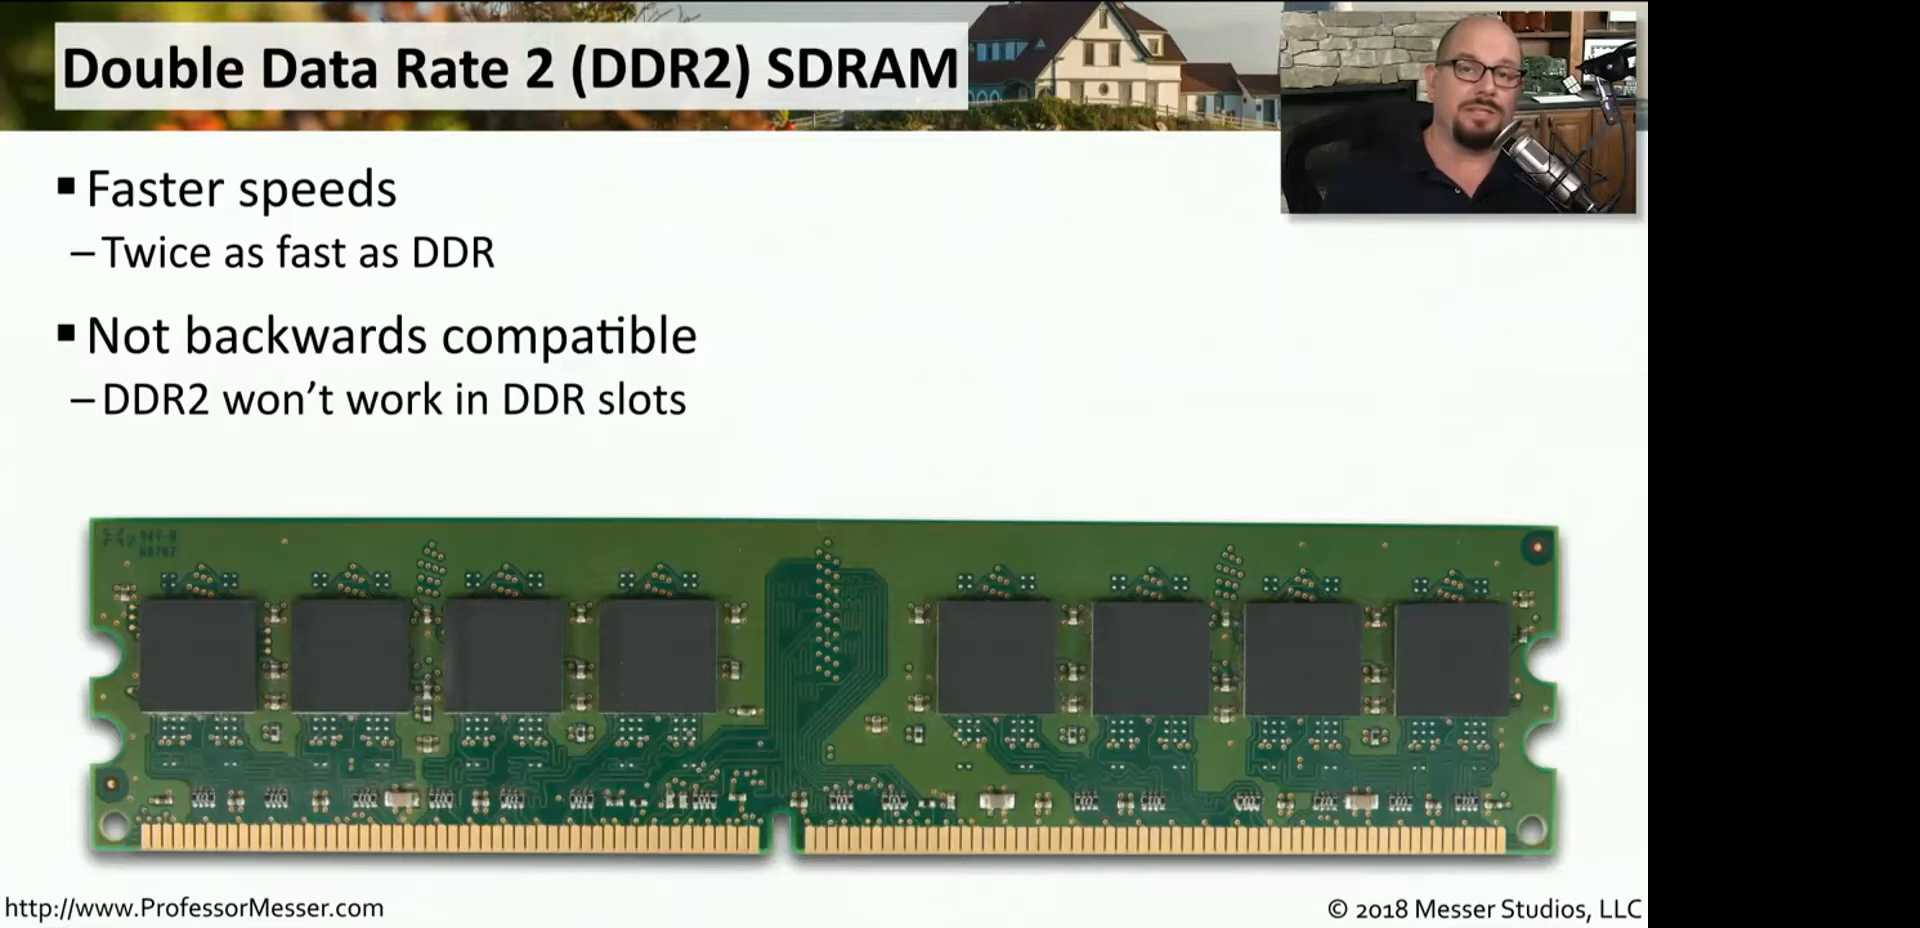 Double Data Rate 2 (DDR2) SDRAM
▪ Faster speeds
– Twice as fast as DDR
▪ Not backwards compatible
– DDR2 won’t work in DDR slots
http://www.ProfessorMesser.com
© 2018 Messer Studios, LLC